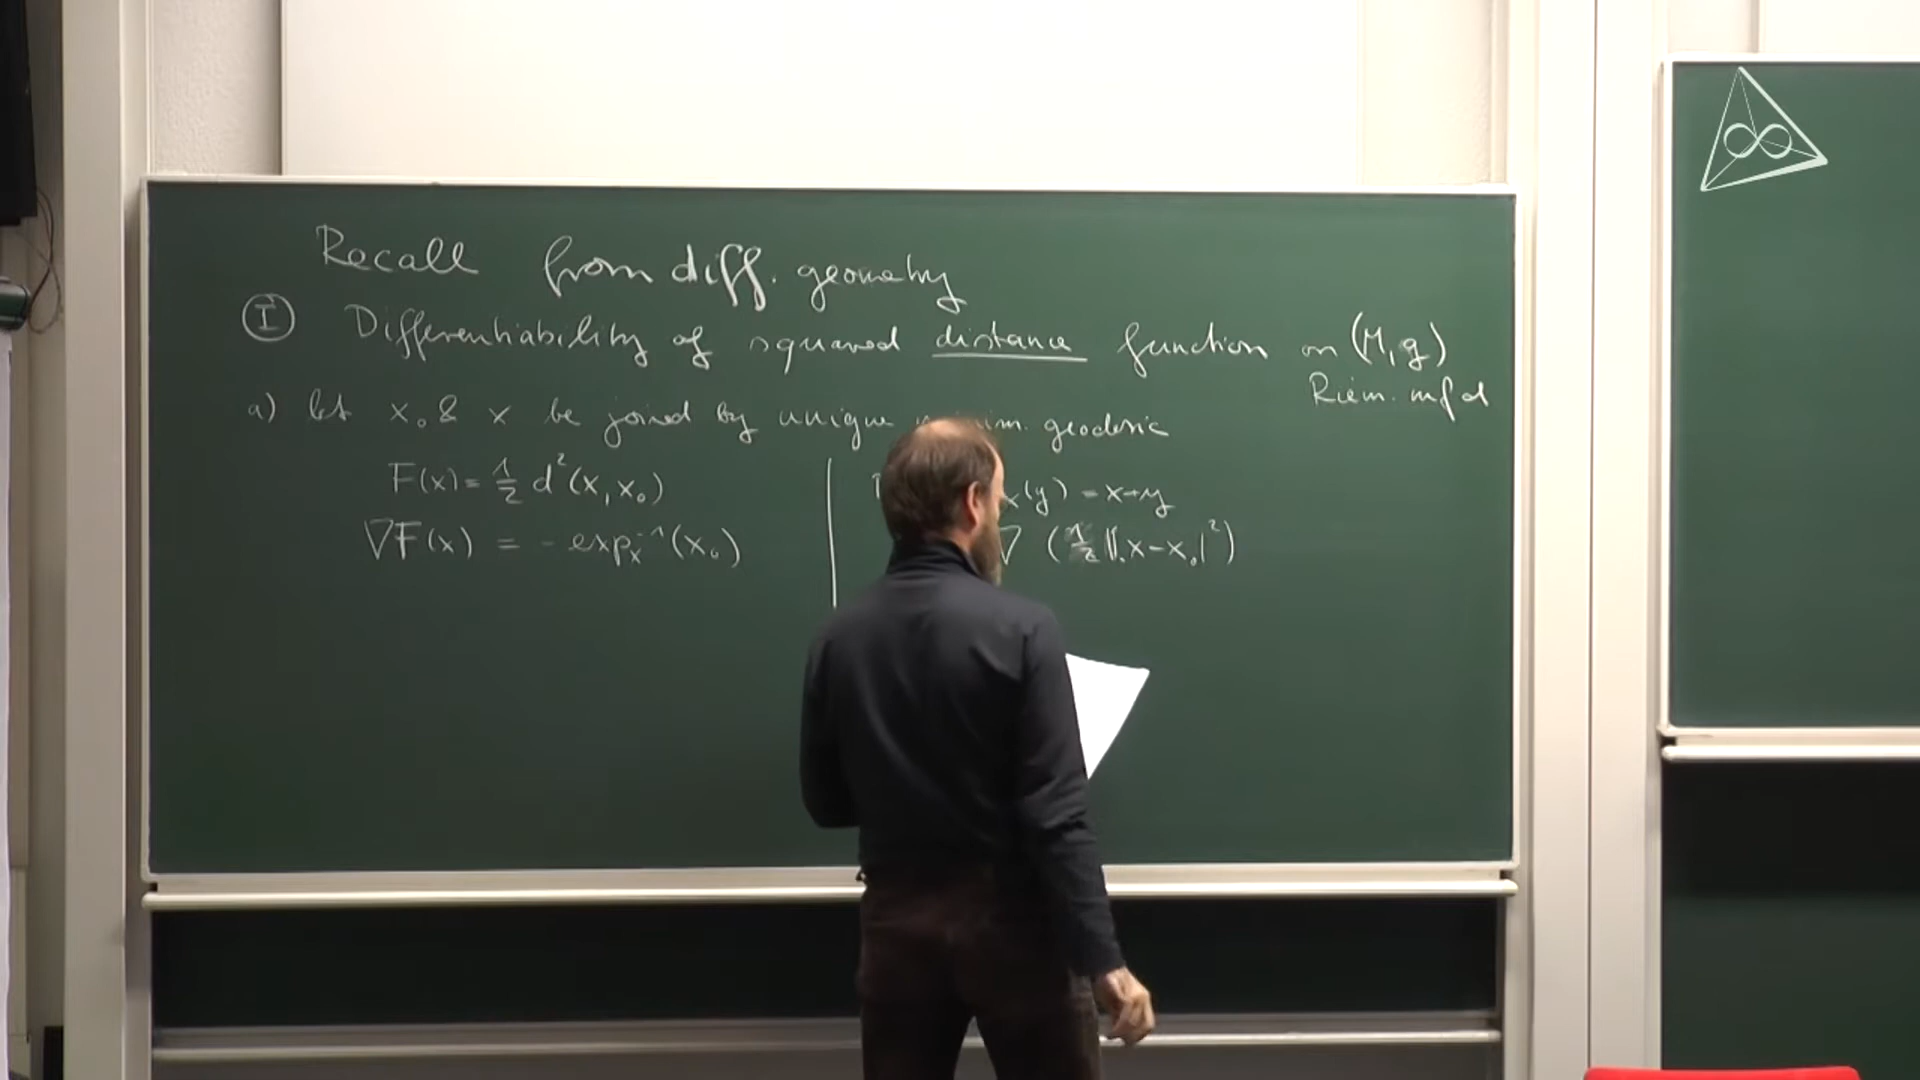 Recall from diff. geometry
Ⓘ Differentiability of squared distance function on (M, g)
Riem. mfd
a) let x₀ & x be joined by unique geodesic
F(x) = ½ d²(x, x₀)
(y) = x+y
∇F(x) = - exp_x⁻¹(x₀)
∇ (½ |x-x₀|²)